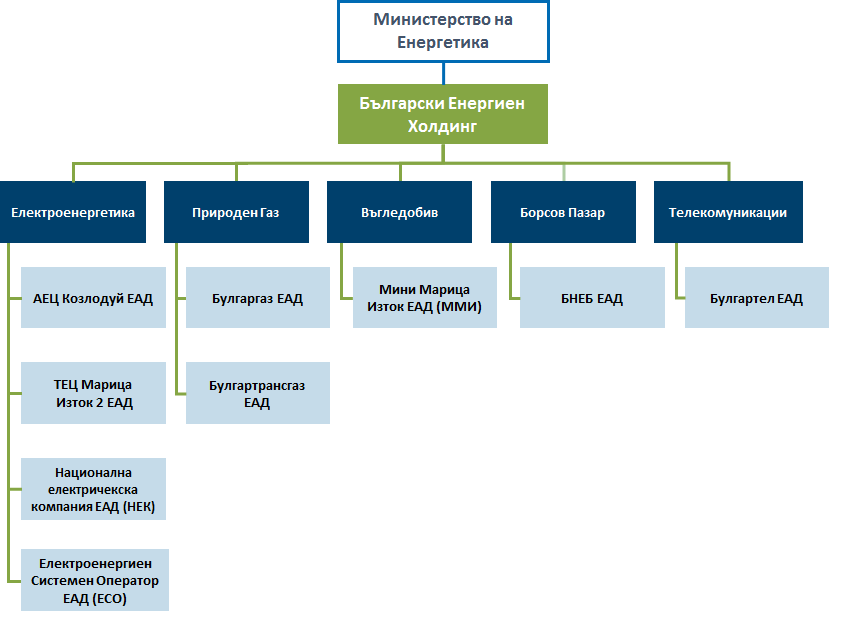 Министерство на
Енергетика
Български Енергиен
Холдинг
Електроенергетика
Природен Газ
Въгледобив
Борсов Пазар
Телекомуникации
АЕЦ Козлодуй ЕАД
Булгаргаз ЕАД
Мини Марица
Изток ЕАД (ММИ)
БНЕБ ЕАД
Булгартел ЕАД
ТЕЦ Марица
Изток 2 ЕАД
Булгартрансгаз
ЕАД
Национална
електричекска
компания ЕАД (НЕК)
Електроенергиен
Системен Оператор
ЕАД (ЕСО)